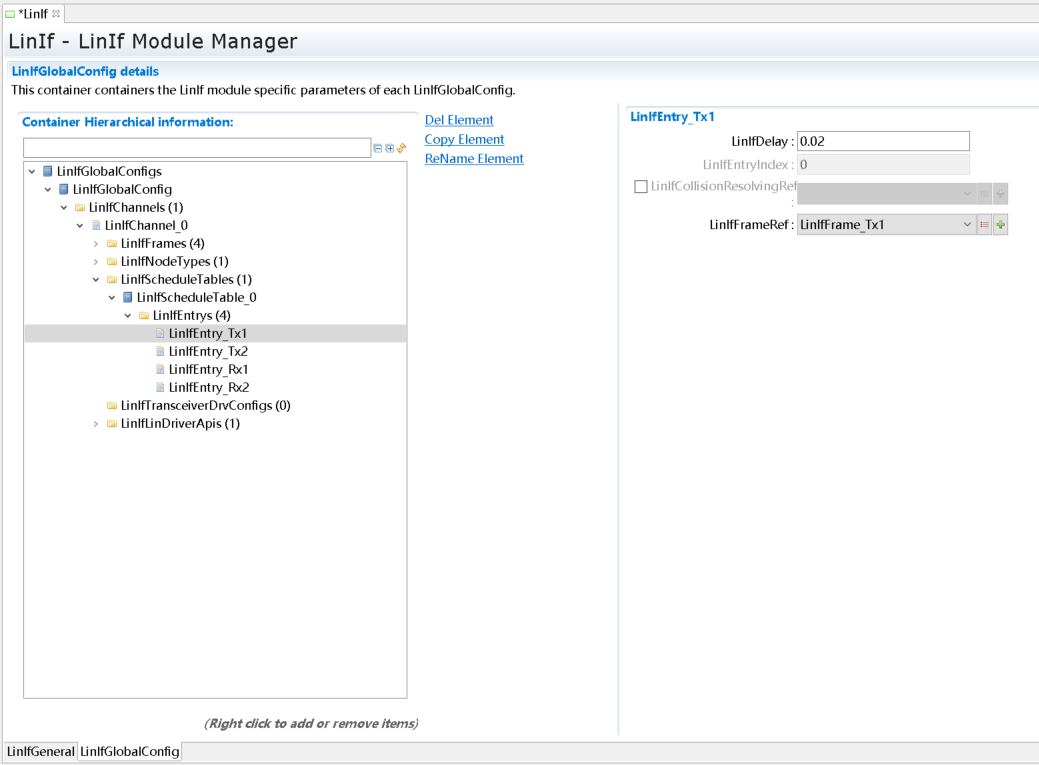 *LinIf
LinIf - LinIf Module Manager
LinIfGlobalConfig details
This container containers the LinIf module specific parameters of each LinIfGlobalConfig.
Container Hierarchical information:
LinIfGlobalConfigs
LinIfGlobalConfig
LinIfChannels (1)
LinIfChannel_0
LinIfFrames (4)
LinIfNodeTypes (1)
LinIfScheduleTables (1)
LinIfScheduleTable_0
LinIfEntrys (4)
LinIfEntry_Tx1
LinIfEntry_Tx2
LinIfEntry_Rx1
LinIfEntry_Rx2
LinIfTransceiverDrvConfigs (0)
LinIfLinDriverApis (1)
(Right click to add or remove items)
Del Element
Copy Element
ReName Element
LinIfEntry_Tx1
LinIfDelay : 0.02
LinIfEntryIndex : 0
LinIfCollisionResolvingRef
:
LinIfFrameRef : LinIfFrame_Tx1
LinIfGeneral LinIfGlobalConfig